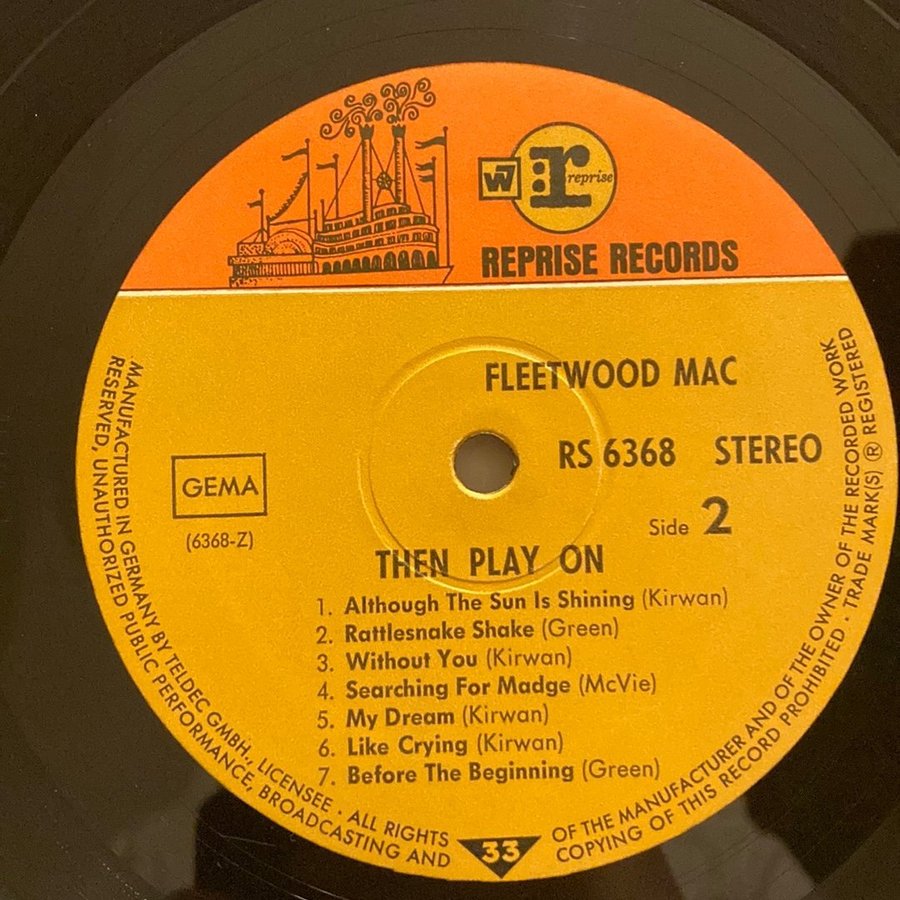 W7
r reprise
REPRISE RECORDS
FLEETWOOD MAC
RS 6368 STEREO
GEMA
(6368-Z)
Side 2
THEN PLAY ON
1. Although The Sun Is Shining (Kirwan)
2. Rattlesnake Shake (Green)
3. Without You (Kirwan)
4. Searching For Madge (McVie)
5. My Dream (Kirwan)
6. Like Crying (Kirwan)
7. Before The Beginning (Green)
MANUFACTURED IN GERMANY BY TELDEC GMBH., LICENSEE . ALL RIGHTS
RESERVED, UNAUTHORIZED PUBLIC PERFORMANCE, BROADCASTING AND
33
OF THE MANUFACTURER AND OF THE OWNER OF THE RECORDED WORK
COPYING OF THIS RECORD PROHIBITED · TRADE MARK(S) ® REGISTERED